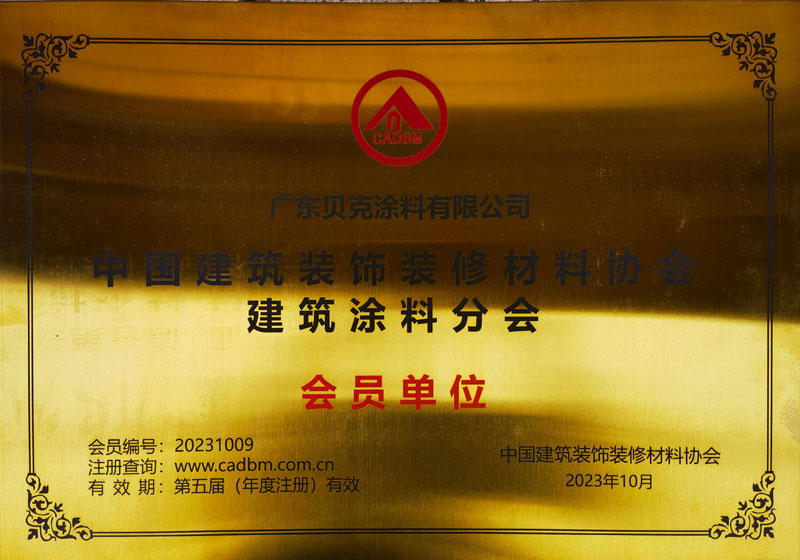 CADBM
广东贝克涂料有限公司
中国建筑装饰装修材料协会
建筑涂料分会
会员单位
会员编号：20231009
注册查询：www.cadbm.com.cn
有 效 期：第五届（年度注册）有效
中国建筑装饰装修材料协会
2023年10月